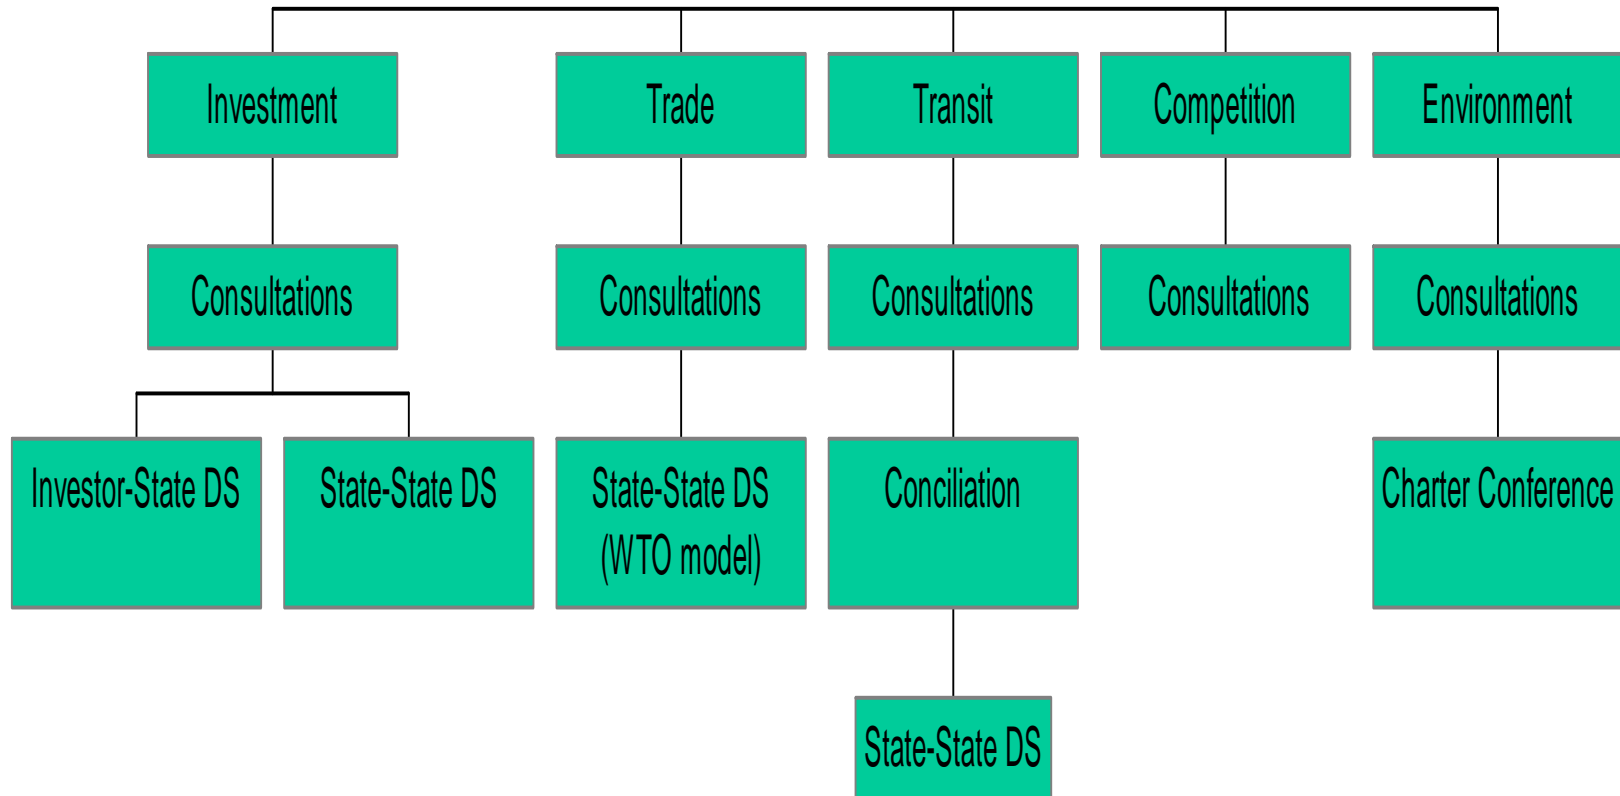 Investment
Trade
Transit
Competition
Environment
Consultations
Consultations
Consultations
Consultations
Consultations
Investor-State DS
State-State DS
State-State DS
(WTO model)
Conciliation
Charter Conference
State-State DS